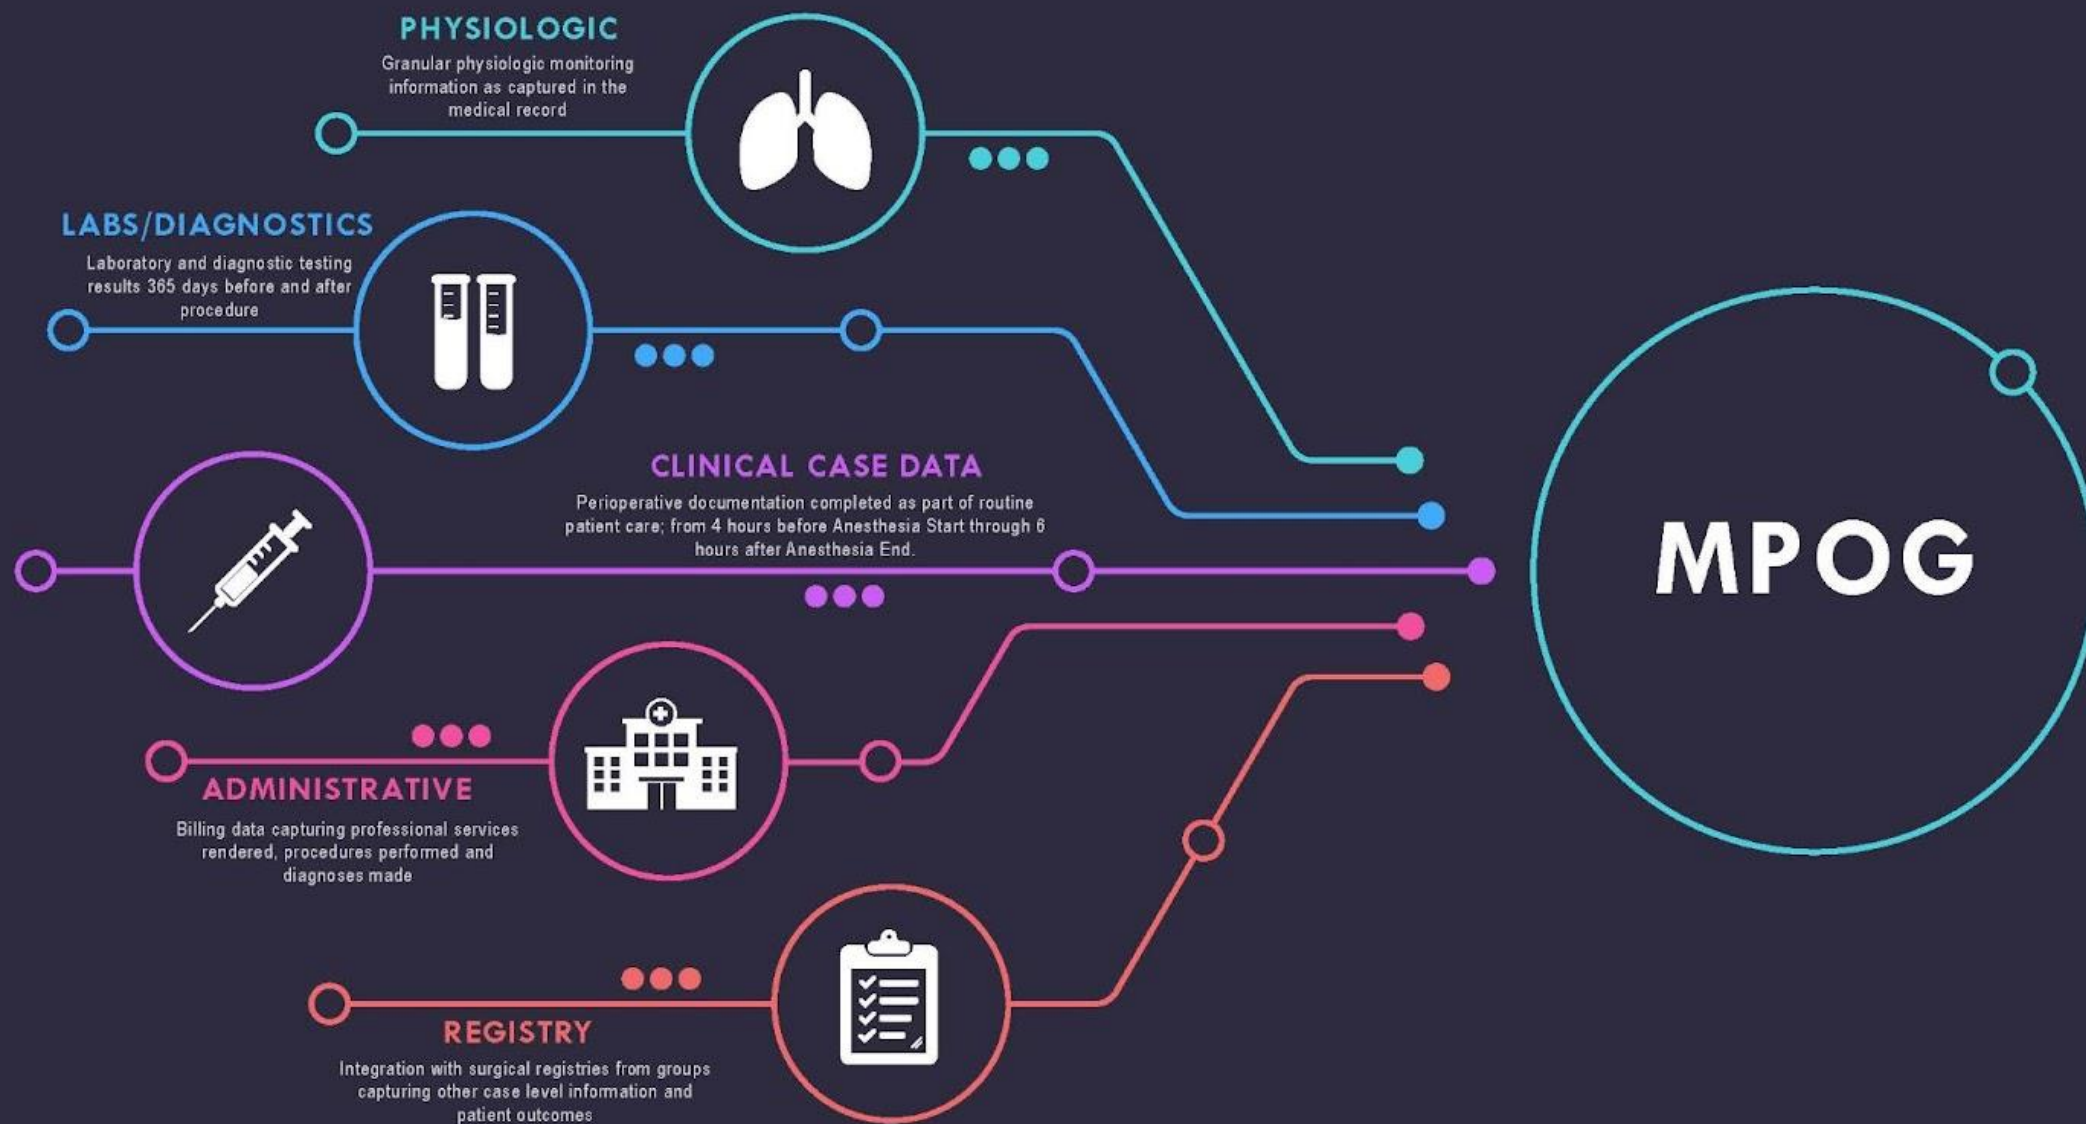 PHYSIOLOGIC
Granular physiologic monitoring
information as captured in the
medical record
LABS/DIAGNOSTICS
Laboratory and diagnostic testing
results 365 days before and after
procedure
CLINICAL CASE DATA
Perioperative documentation completed as part of routine
patient care; from 4 hours before Anesthesia Start through 6
hours after Anesthesia End.
MPOG
ADMINISTRATIVE
Billing data capturing professional services
rendered, procedures performed and
diagnoses made
REGISTRY
Integration with surgical registries from groups
capturing other case level information and
patient outcomes